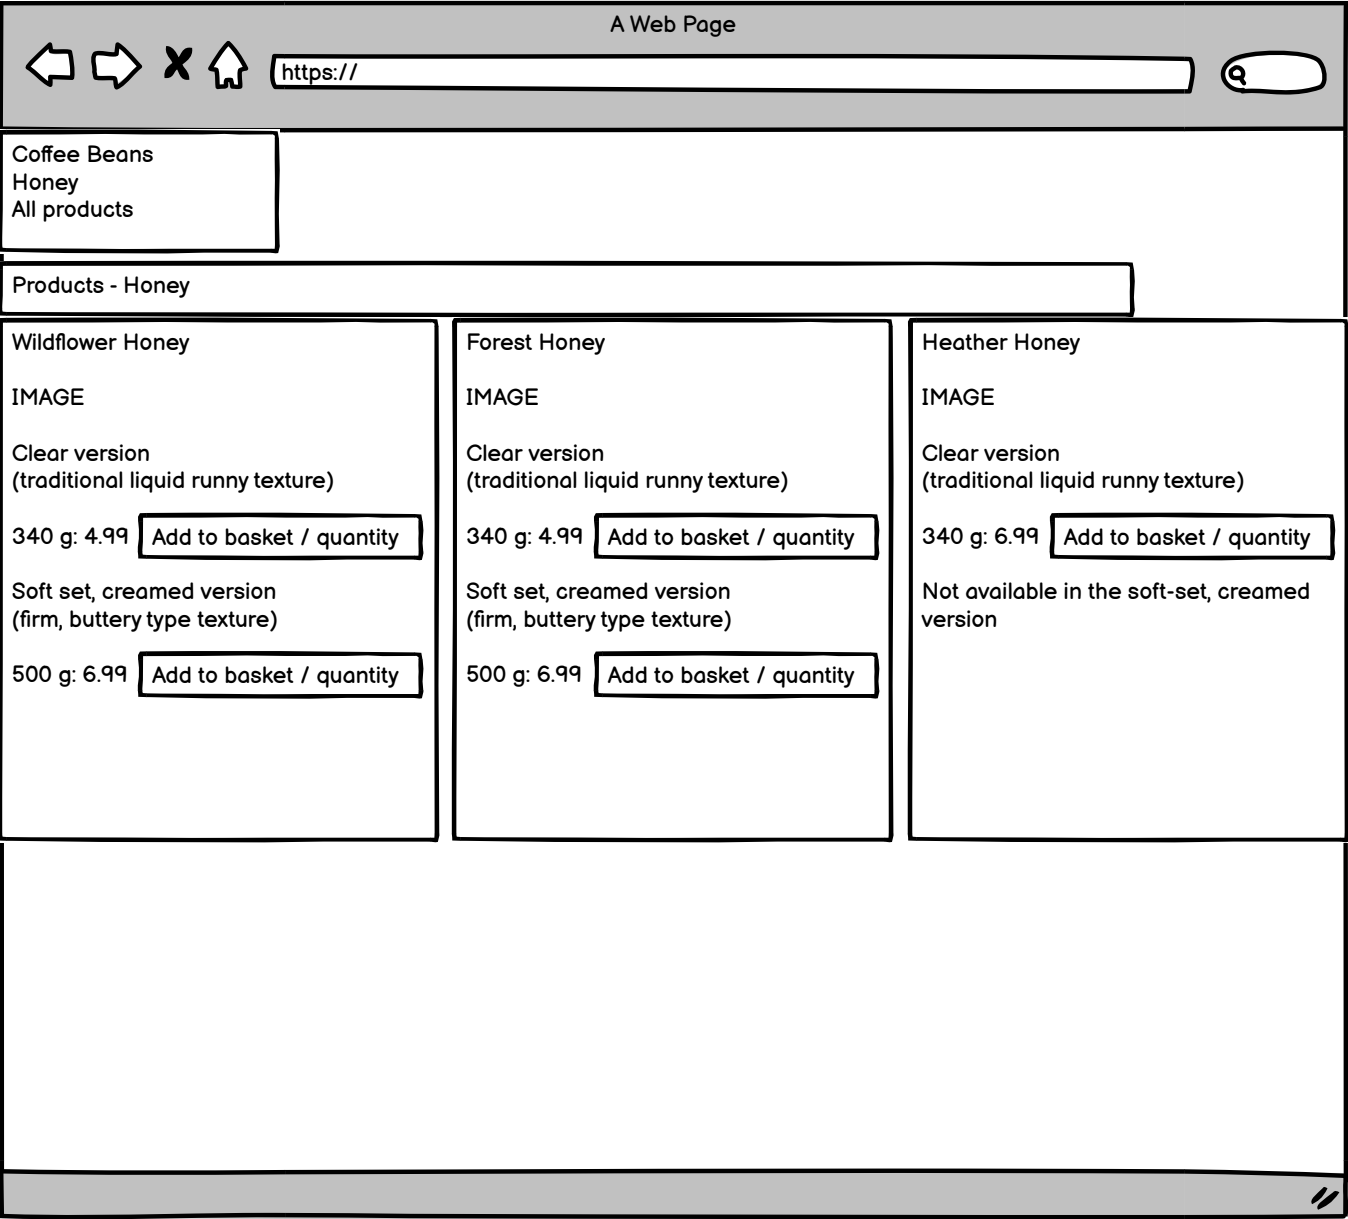 A Web Page
https://
Coffee Beans
Honey
All products
Products - Honey
Wildflower Honey
IMAGE
Clear version
(traditional liquid runny texture)
340 g: 4.99 Add to basket / quantity
Soft set, creamed version
(firm, buttery type texture)
500 g: 6.99 Add to basket / quantity
Forest Honey
IMAGE
Clear version
(traditional liquid runny texture)
340 g: 4.99 Add to basket / quantity
Soft set, creamed version
(firm, buttery type texture)
500 g: 6.99 Add to basket / quantity
Heather Honey
IMAGE
Clear version
(traditional liquid runny texture)
340 g: 6.99 Add to basket / quantity
Not available in the soft-set, creamed
version